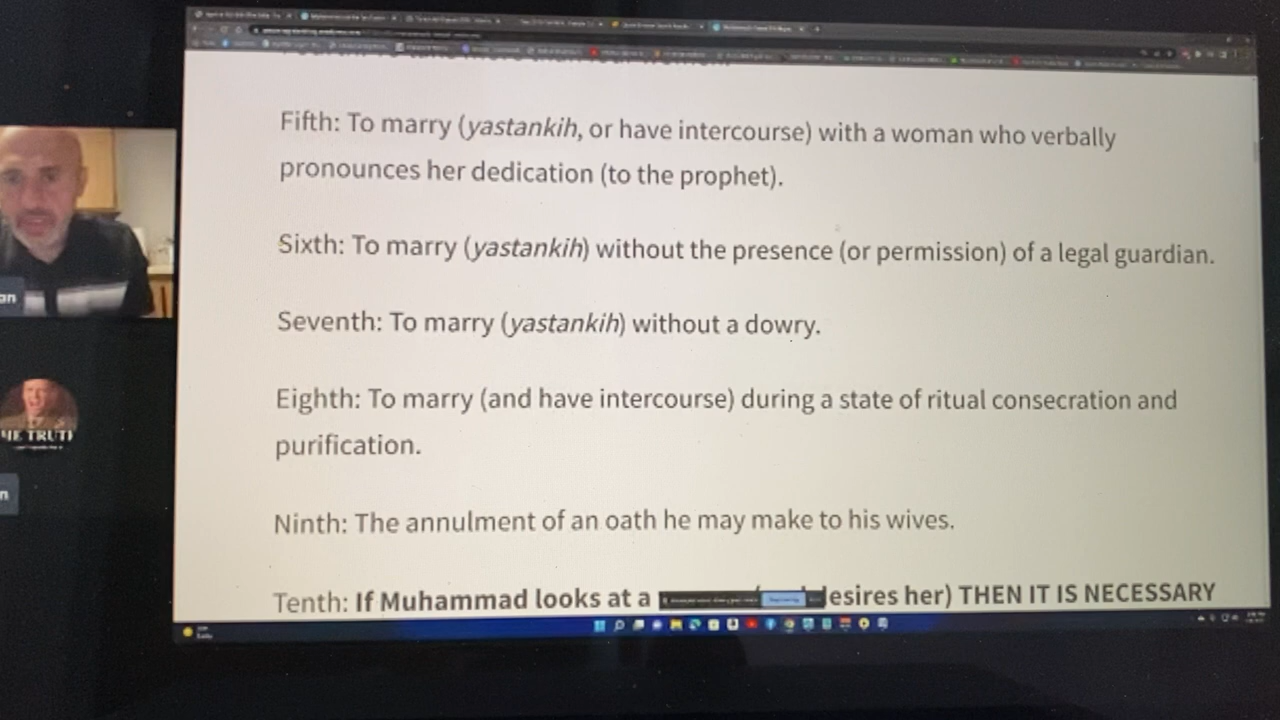 Fifth: To marry (yastankih, or have intercourse) with a woman who verbally
pronounces her dedication (to the prophet).
Sixth: To marry (yastankih) without the presence (or permission) of a legal guardian.
Seventh: To marry (yastankih) without a dowry.
Eighth: To marry (and have intercourse) during a state of ritual consecration and
purification.
Ninth: The annulment of an oath he may make to his wives.
Tenth: If Muhammad looks at a esires her) THEN IT IS NECESSARY
an
HE TRUTH
n